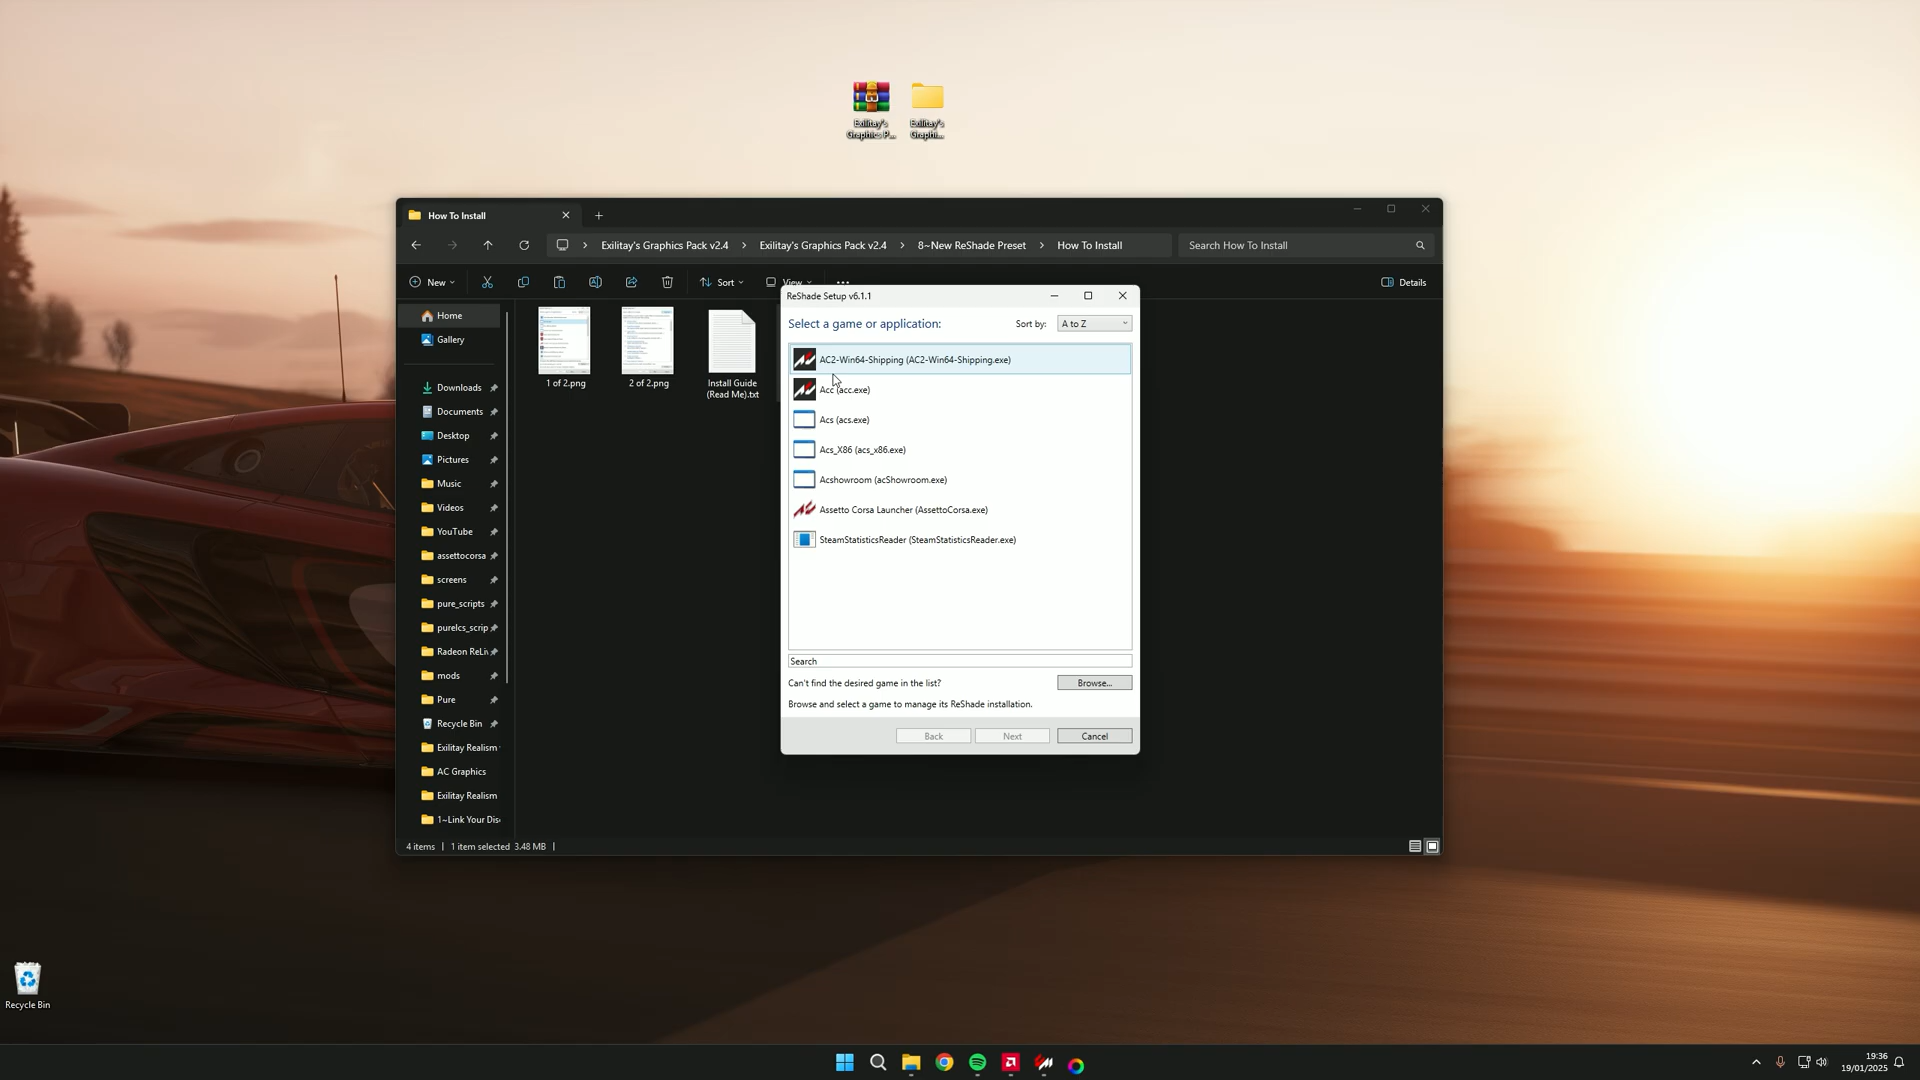 Exilitay's
Graphics P...
Exilitay's
Graphi...
How To Install
Exilitay's Graphics Pack v2.4
Exilitay's Graphics Pack v2.4
8~New ReShade Preset
How To Install
Search How To Install
New
Sort
View
Details
Home
Gallery
Downloads
Documents
Desktop
Pictures
Music
Videos
YouTube
assettocorsa
screens
pure_scripts
purelcs_scrip
Radeon ReLiv
mods
Pure
Recycle Bin
Exilitay Realism
AC Graphics
Exilitay Realism
1~Link Your Dis
1 of 2.png
2 of 2.png
Install Guide
(Read Me).txt
4 items
1 item selected 3.48 MB
ReShade Setup v6.1.1
Select a game or application:
Sort by:
A to Z
AC2-Win64-Shipping (AC2-Win64-Shipping.exe)
Acc (acc.exe)
Acs (acs.exe)
Acs_X86 (acs_x86.exe)
Acshowroom (acShowroom.exe)
Assetto Corsa Launcher (AssettoCorsa.exe)
SteamStatisticsReader (SteamStatisticsReader.exe)
Search
Can't find the desired game in the list?
Browse...
Browse and select a game to manage its ReShade installation.
Back
Next
Cancel
Recycle Bin
19:36
19/01/2025